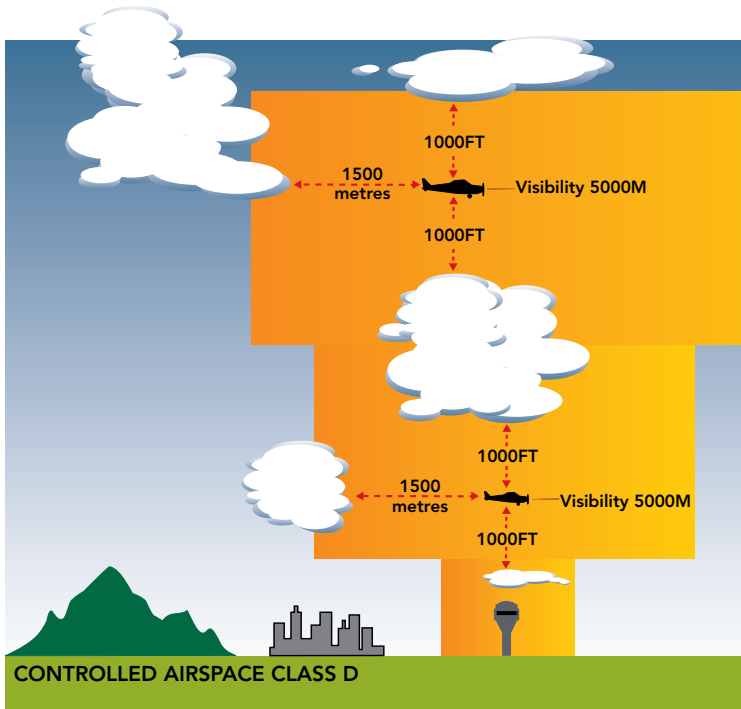 1000FT
1500
metres
Visibility 5000M
1000FT
1000FT
1500
metres
Visibility 5000M
1000FT
CONTROLLED AIRSPACE CLASS D